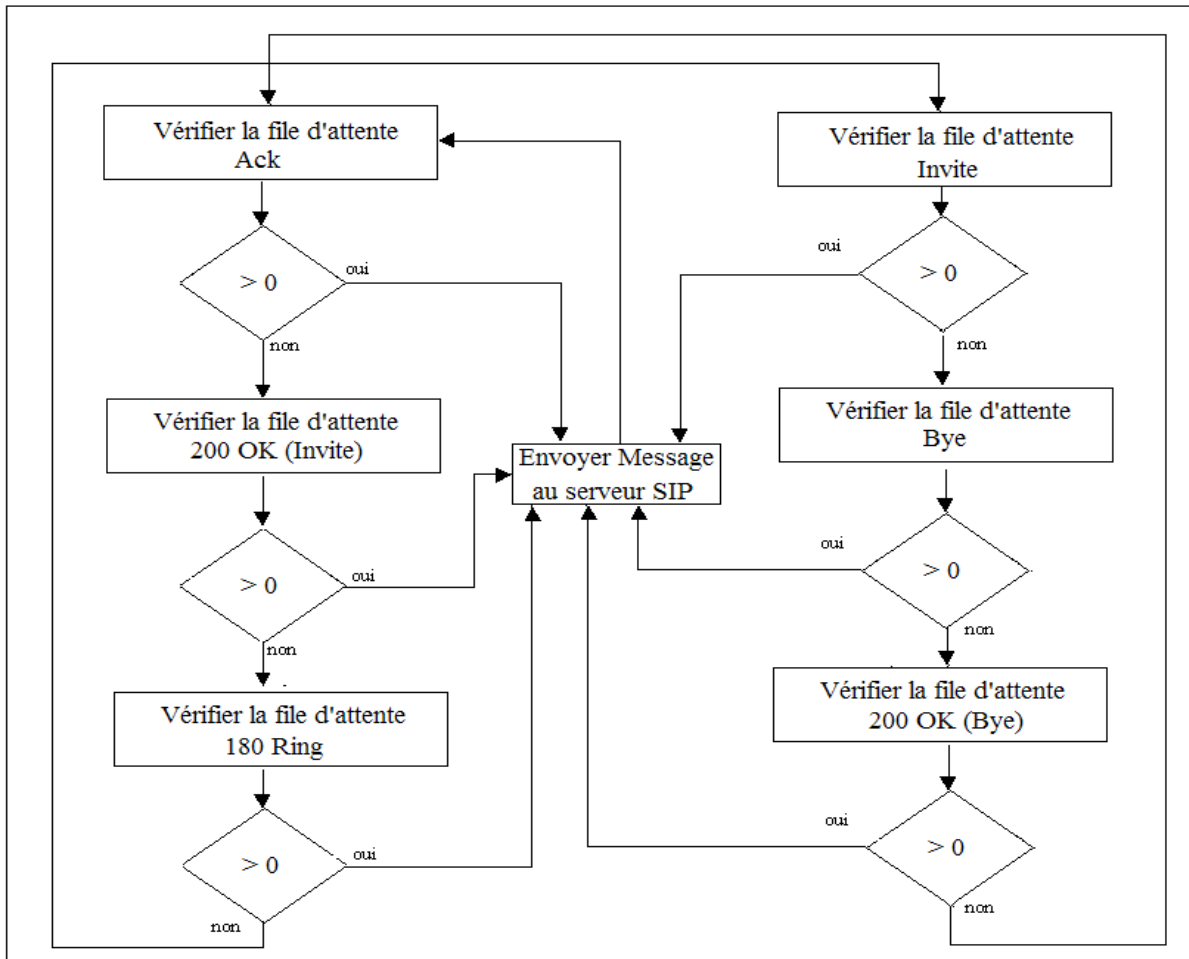 Vérifier la file d'attente
Ack
> 0
oui
non
Vérifier la file d'attente
200 OK (Invite)
> 0
oui
non
Vérifier la file d'attente
180 Ring
> 0
oui
non
Envoyer Message
au serveur SIP
Vérifier la file d'attente
Invite
oui
> 0
non
Vérifier la file d'attente
Bye
oui
> 0
non
Vérifier la file d'attente
200 OK (Bye)
oui
> 0
non